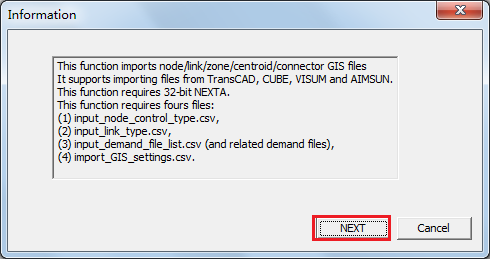 Information
This function imports node/link/zone/centroid/connector GIS files
It supports importing files from TransCAD, CUBE, VISUM and AIMSUN.
This function requires 32-bit NEXTA.
This function requires fours files:
(1) input_node_control_type.csv,
(2) input_link_type.csv,
(3) input_demand_file_list.csv (and related demand files),
(4) import_GIS_settings.csv.
NEXT
Cancel